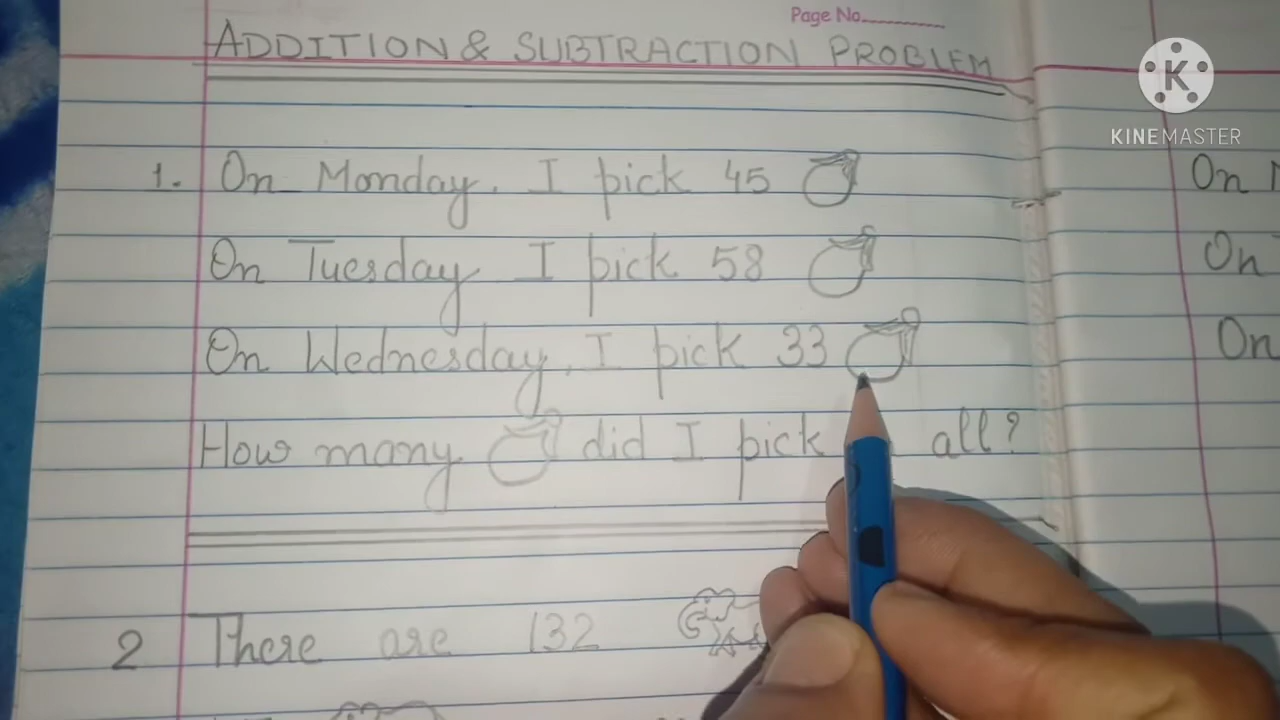 Page No.
ADDITION & SUBTRACTION PROBLEM
KINEMASTER
1. On Monday, I pick 45
On Tuesday I pick 58
On Wednesday, I pick 33
How many did I pick all?
2 There are 132
On
On
On